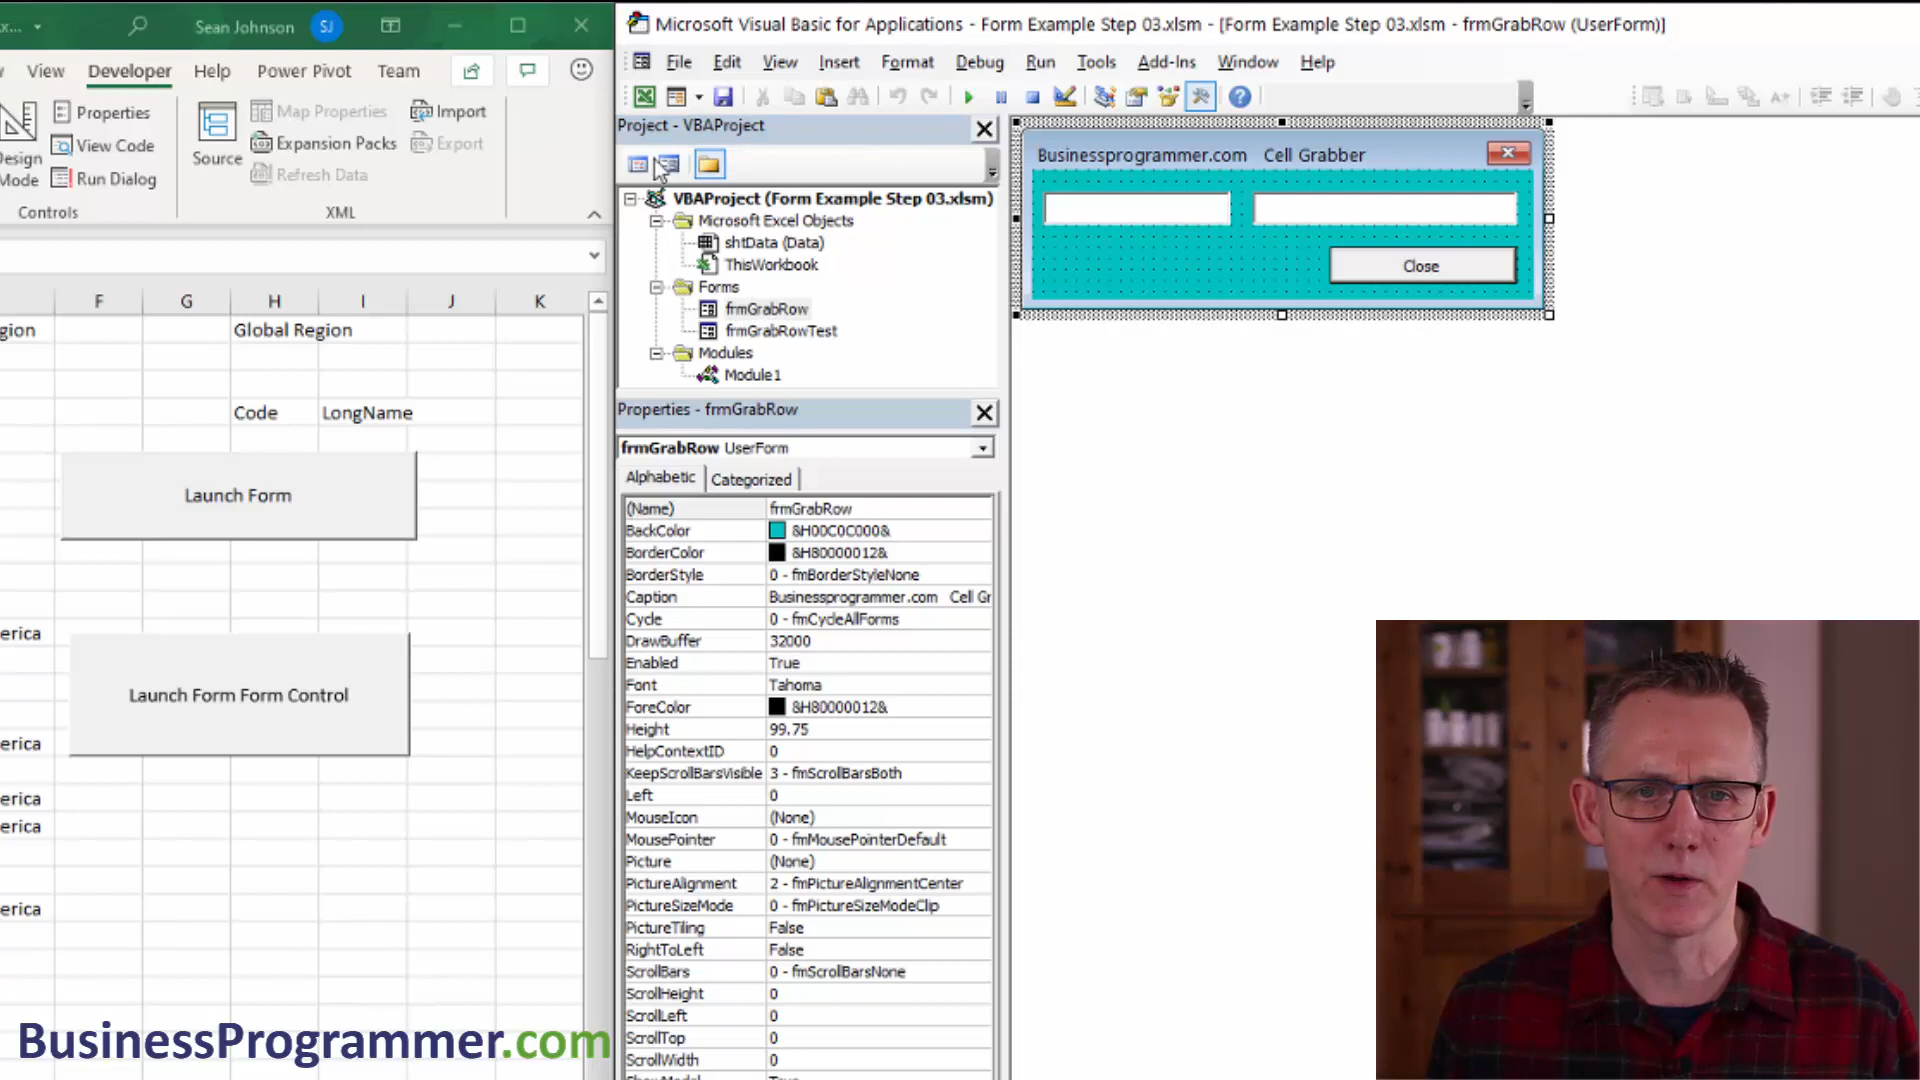 x... Sean Johnson SJ
View Developer Help Power Pivot Team
Design Mode
Properties
View Code
Run Dialog
Controls
Source
Map Properties
Expansion Packs
Refresh Data
Import
Export
XML
F G H I J K
gion Global Region
Code LongName
Launch Form
erica
Launch Form Form Control
erica
erica
erica
erica
BusinessProgrammer.com
Microsoft Visual Basic for Applications - Form Example Step 03.xlsm - [Form Example Step 03.xlsm - frmGrabRow (UserForm)]
File Edit View Insert Format Debug Run Tools Add-Ins Window Help
Project - VBAProject
VBAProject (Form Example Step 03.xlsm)
Microsoft Excel Objects
shtData (Data)
ThisWorkbook
Forms
frmGrabRow
frmGrabRowTest
Modules
Module1
Properties - frmGrabRow
frmGrabRow UserForm
Alphabetic Categorized
(Name) frmGrabRow
BackColor &H00C0C000&
BorderColor &H80000012&
BorderStyle 0 - fmBorderStyleNone
Caption Businessprogrammer.com Cell Gr
Cycle 0 - fmCycleAllForms
DrawBuffer 32000
Enabled True
Font Tahoma
ForeColor &H80000012&
Height 99.75
HelpContextID 0
KeepScrollBarsVisible 3 - fmScrollBarsBoth
Left 0
MouseIcon (None)
MousePointer 0 - fmMousePointerDefault
Picture (None)
PictureAlignment 2 - fmPictureAlignmentCenter
PictureSizeMode 0 - fmPictureSizeModeClip
PictureTiling False
RightToLeft False
ScrollBars 0 - fmScrollBarsNone
ScrollHeight 0
ScrollLeft 0
ScrollTop 0
ScrollWidth 0
Businessprogrammer.com Cell Grabber
Close